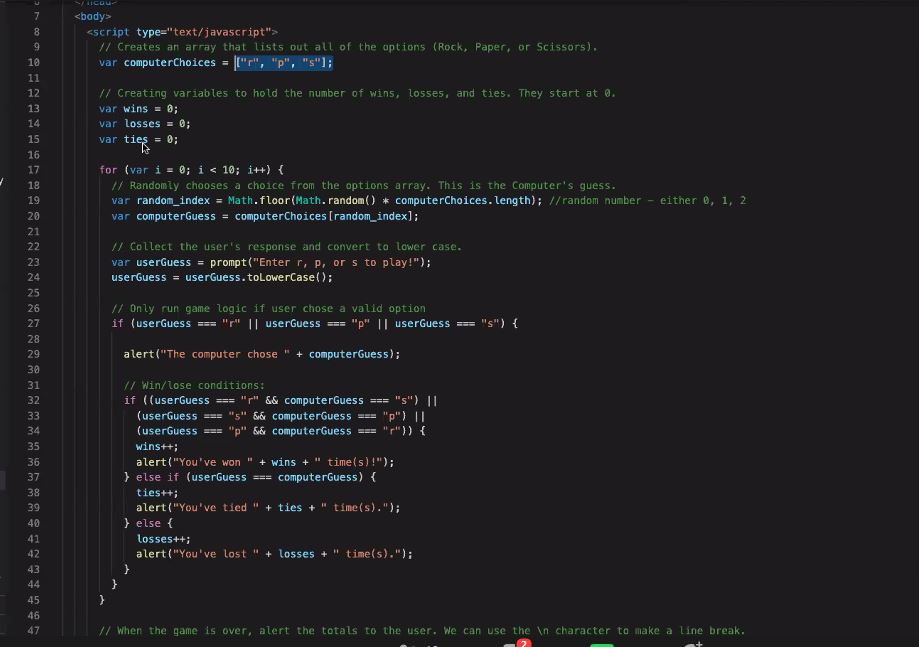 7 <body>
8 <script type="text/javascript">
9 // Creates an array that lists out all of the options (Rock, Paper, or Scissors).
10 var computerChoices = ["r", "p", "s"];
11
12 // Creating variables to hold the number of wins, losses, and ties. They start at 0.
13 var wins = 0;
14 var losses = 0;
15 var ties = 0;
16
17 for (var i = 0; i < 10; i++) {
18 // Randomly chooses a choice from the options array. This is the Computer's guess.
19 var random_index = Math.floor(Math.random() * computerChoices.length); //random number - either 0, 1, 2
20 var computerGuess = computerChoices[random_index];
21
22 // Collect the user's response and convert to lower case.
23 var userGuess = prompt("Enter r, p, or s to play!");
24 userGuess = userGuess.toLowerCase();
25
26 // Only run game logic if user chose a valid option
27 if (userGuess === "r" || userGuess === "p" || userGuess === "s") {
28
29 alert("The computer chose " + computerGuess);
30
31 // Win/lose conditions:
32 if ((userGuess === "r" && computerGuess === "s") ||
33 (userGuess === "s" && computerGuess === "p") ||
34 (userGuess === "p" && computerGuess === "r")) {
35 wins++;
36 alert("You've won " + wins + " time(s)!");
37 } else if (userGuess === computerGuess) {
38 ties++;
39 alert("You've tied " + ties + " time(s).");
40 } else {
41 losses++;
42 alert("You've lost " + losses + " time(s).");
43 }
44 }
45 }
46
47 // When the game is over, alert the totals to the user. We can use the \n character to make a line break.
2